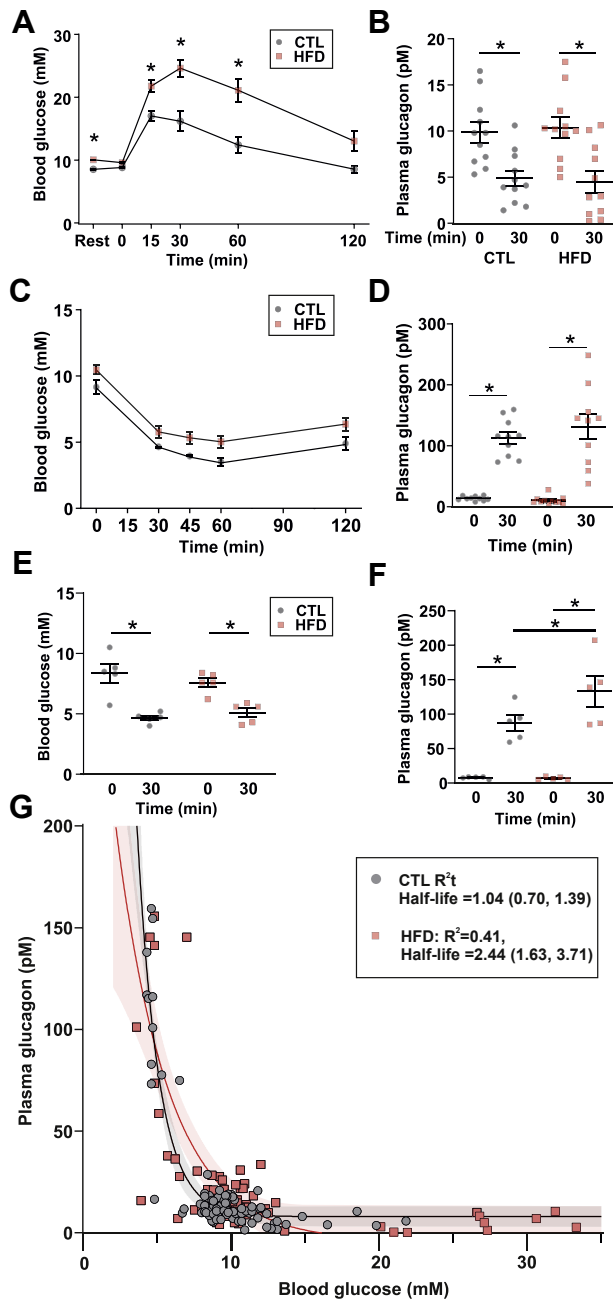 A
Blood glucose (mM)
30
20
10
0
CTL
HFD
*
*
*
*
Rest
0
15
30
60
120
Time (min)
B
Plasma glucagon (pM)
20
15
10
5
0
*
*
Time (min)
0
30
0
30
CTL
HFD
C
Blood glucose (mM)
15
10
5
0
CTL
HFD
0
15
30
45
60
90
120
Time (min)
D
Plasma glucagon (pM)
300
200
100
0
*
*
0
30
0
30
Time (min)
E
Blood glucose (mM)
15
10
5
0
CTL
HFD
*
*
0
30
0
30
Time (min)
F
Plasma glucagon (pM)
250
200
150
100
50
0
*
*
*
0
30
0
30
Time (min)
G
Plasma glucagon (pM)
200
150
100
50
0
CTL R²t
Half-life =1.04 (0.70, 1.39)
HFD: R²=0.41,
Half-life =2.44 (1.63, 3.71)
0
10
20
30
Blood glucose (mM)